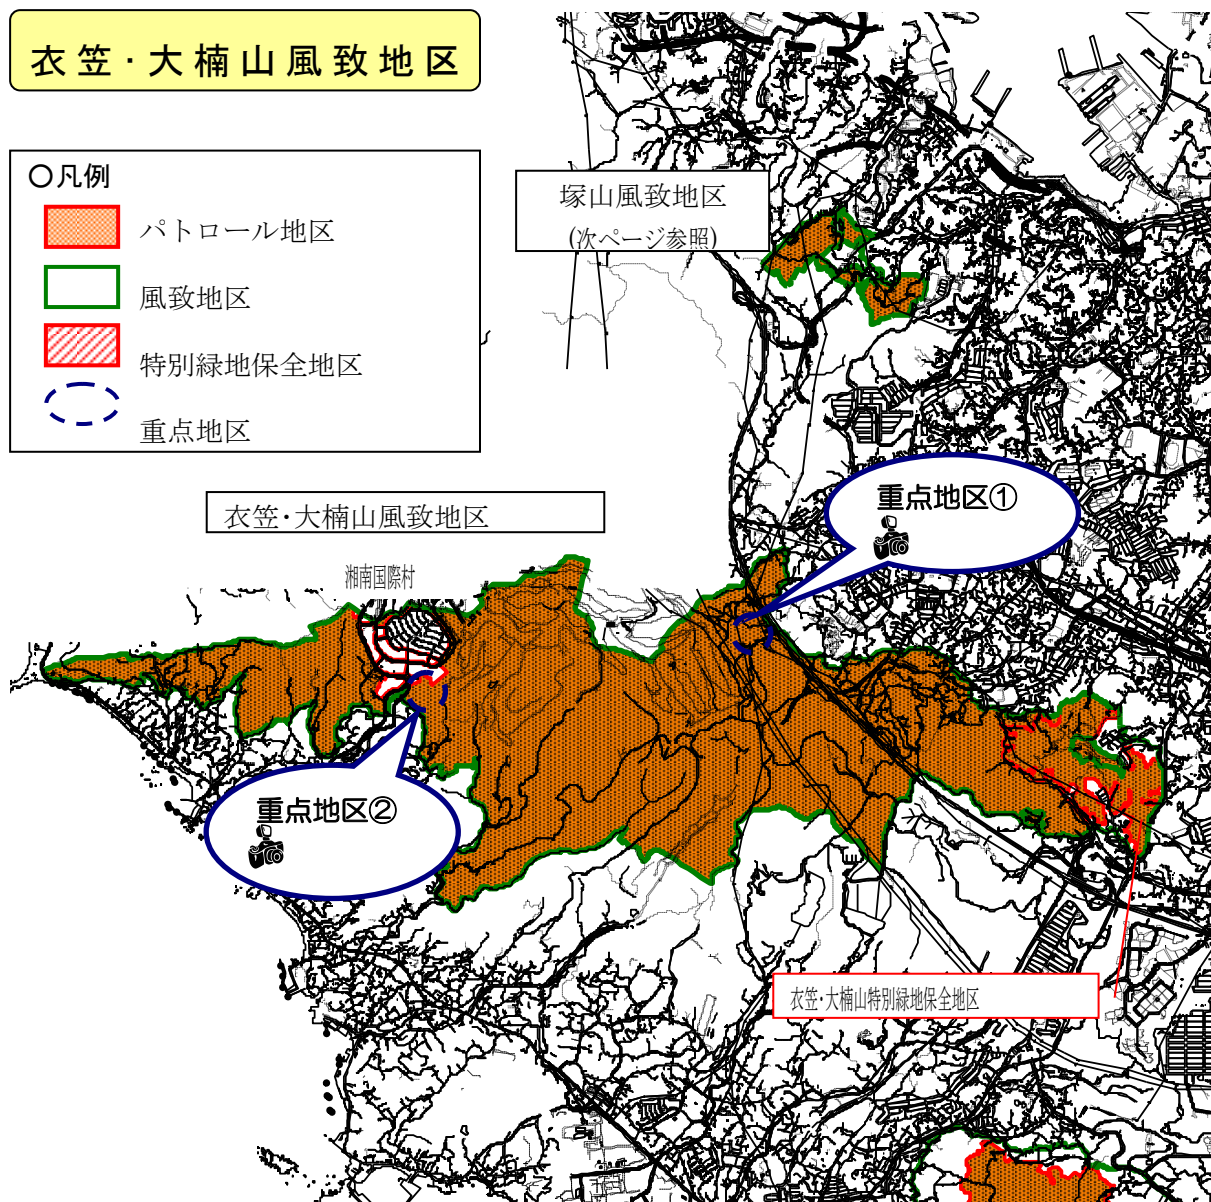 衣笠・大楠山風致地区
〇凡例
パトロール地区
風致地区
特別緑地保全地区
重点地区
塚山風致地区
(次ページ参照)
重点地区①
衣笠・大楠山風致地区
湘南国際村
重点地区②
衣笠・大楠山特別緑地保全地区